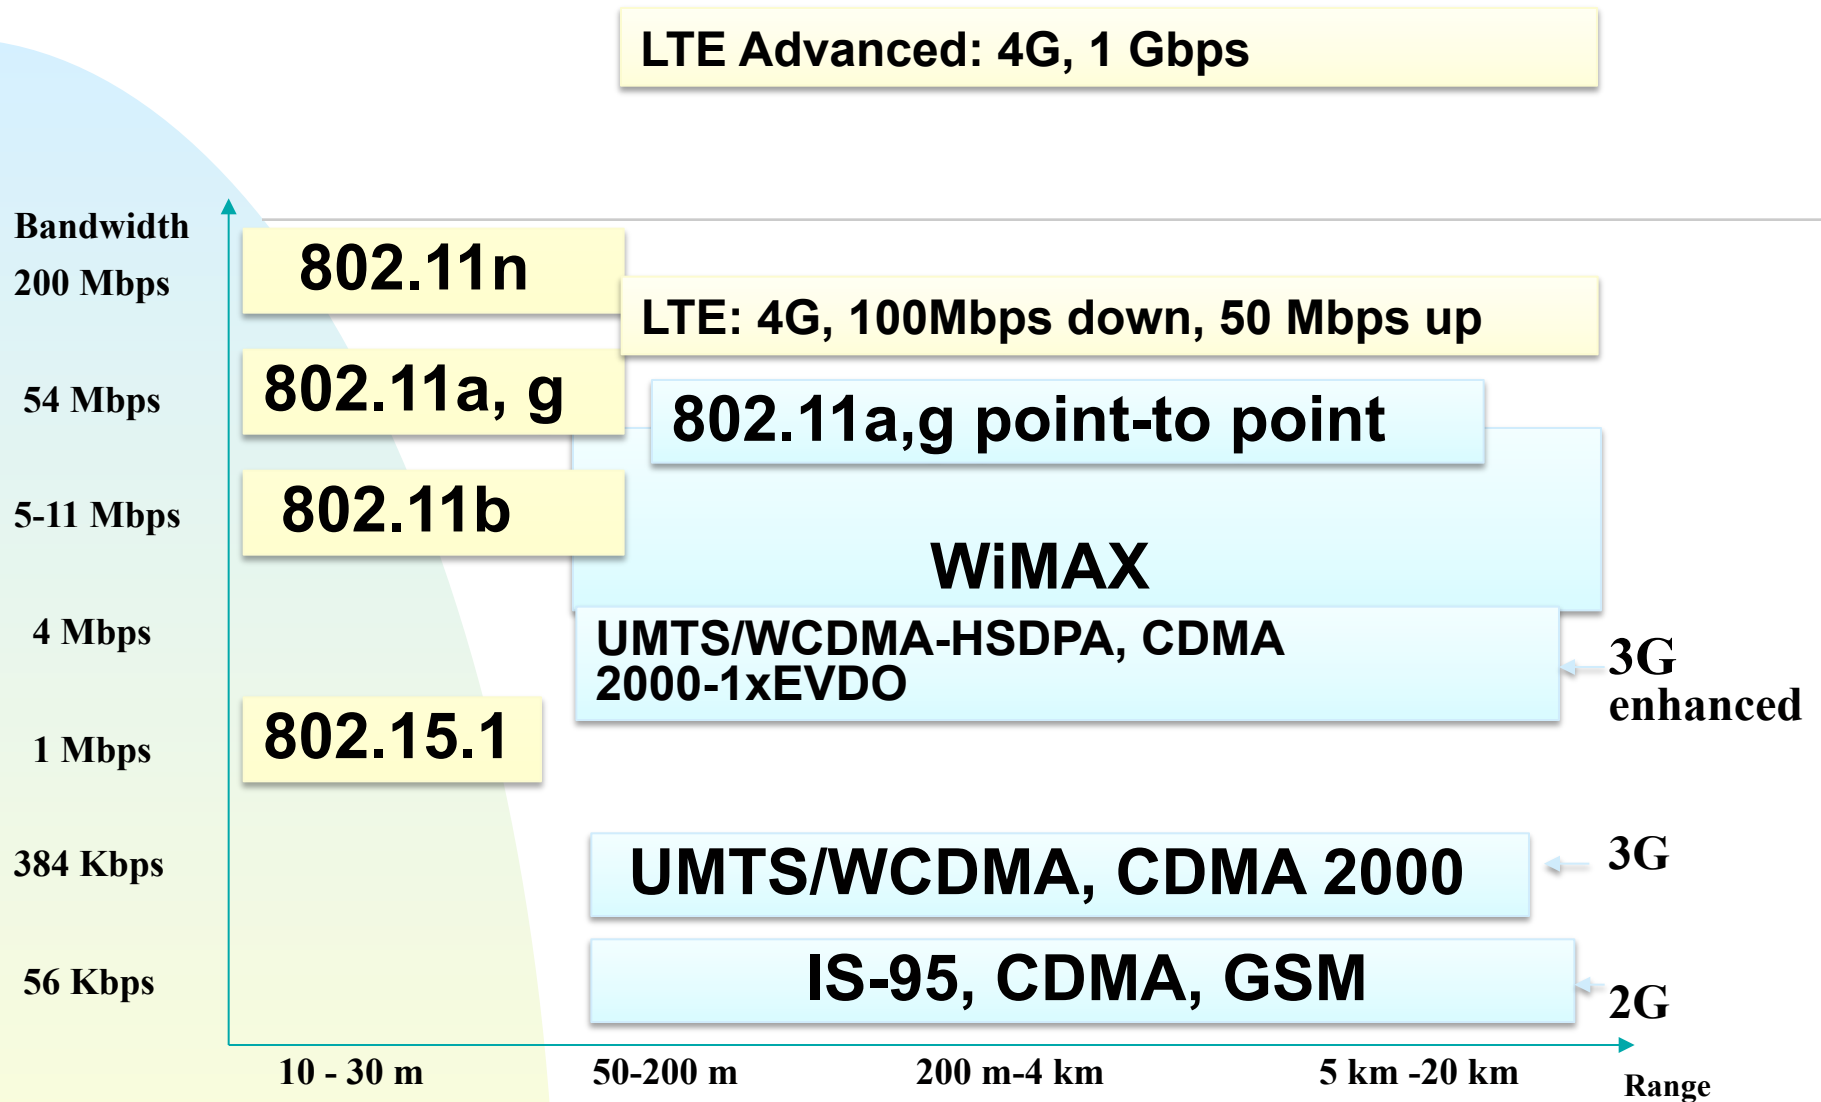 LTE Advanced: 4G, 1 Gbps
Bandwidth
200 Mbps
802.11n
LTE: 4G, 100Mbps down, 50 Mbps up
54 Mbps
802.11a, g
802.11a,g point-to point
5-11 Mbps
802.11b
WiMAX
4 Mbps
UMTS/WCDMA-HSDPA, CDMA
2000-1xEVDO
3G
enhanced
1 Mbps
802.15.1
384 Kbps
UMTS/WCDMA, CDMA 2000
3G
56 Kbps
IS-95, CDMA, GSM
2G
10 - 30 m
50-200 m
200 m-4 km
5 km -20 km
Range